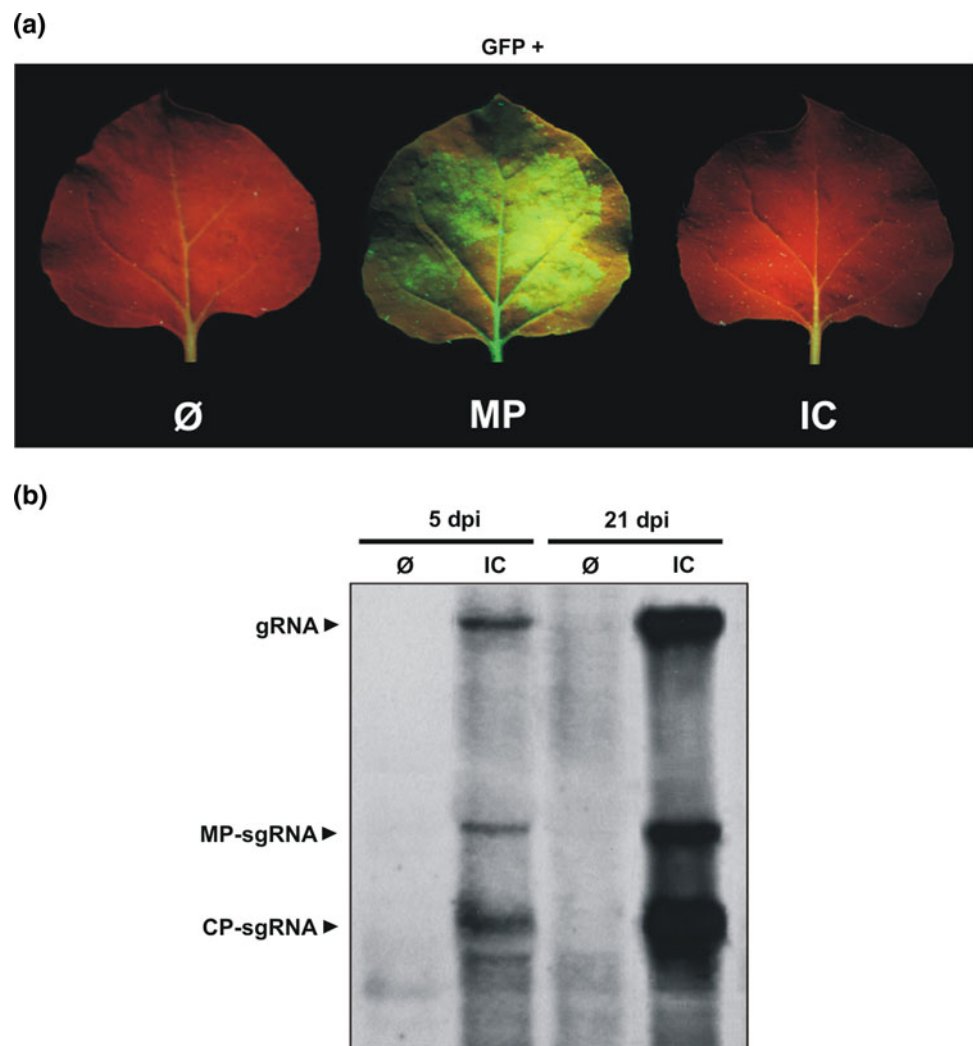 (a)
GFP +
Ø MP IC
(b)
5 dpi 21 dpi
Ø IC Ø IC
gRNA
MP-sgRNA
CP-sgRNA